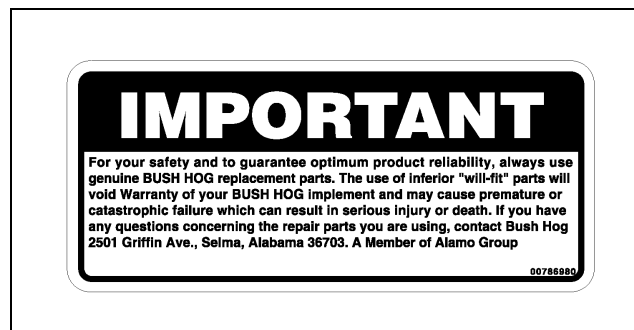 IMPORTANT
For your safety and to guarantee optimum product reliability, always use
genuine BUSH HOG replacement parts. The use of inferior "will-fit" parts will
void Warranty of your BUSH HOG implement and may cause premature or
catastrophic failure which can result in serious injury or death. If you have
any questions concerning the repair parts you are using, contact Bush Hog
2501 Griffin Ave., Selma, Alabama 36703. A Member of Alamo Group
00786980